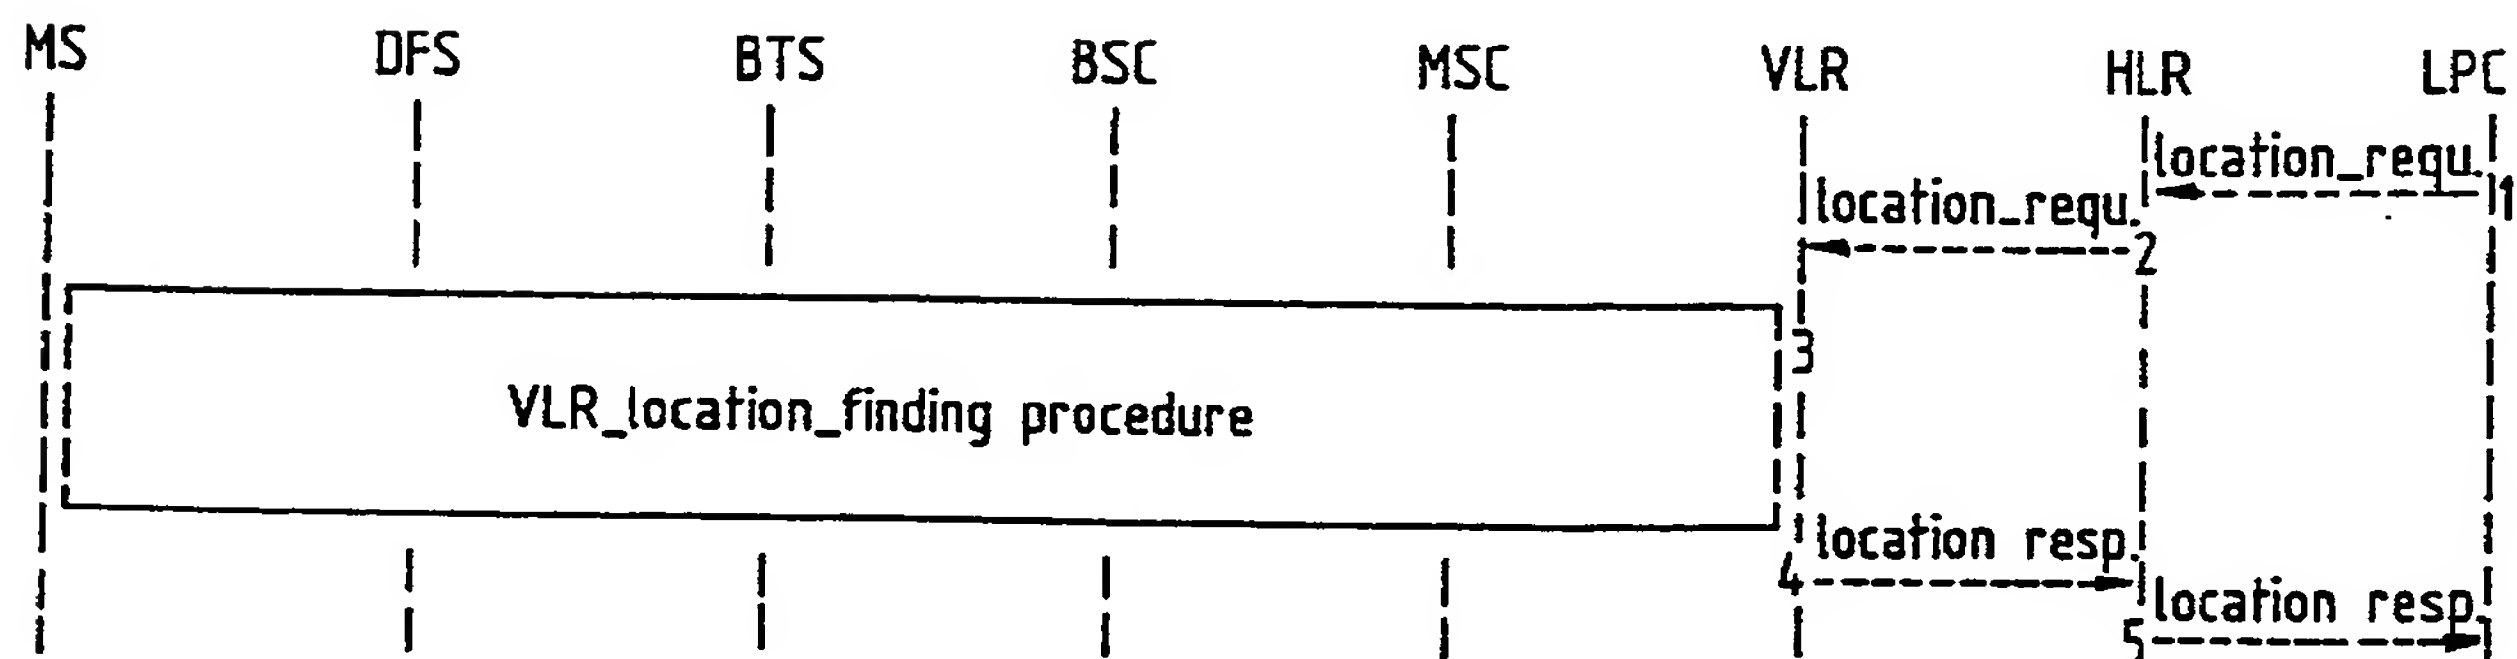 MS DFS BTS BSC MSC VLR HLR LPC
location_requ.
1
location_requ.
2
3
VLR_location_finding procedure
location resp.
4
location resp.
5